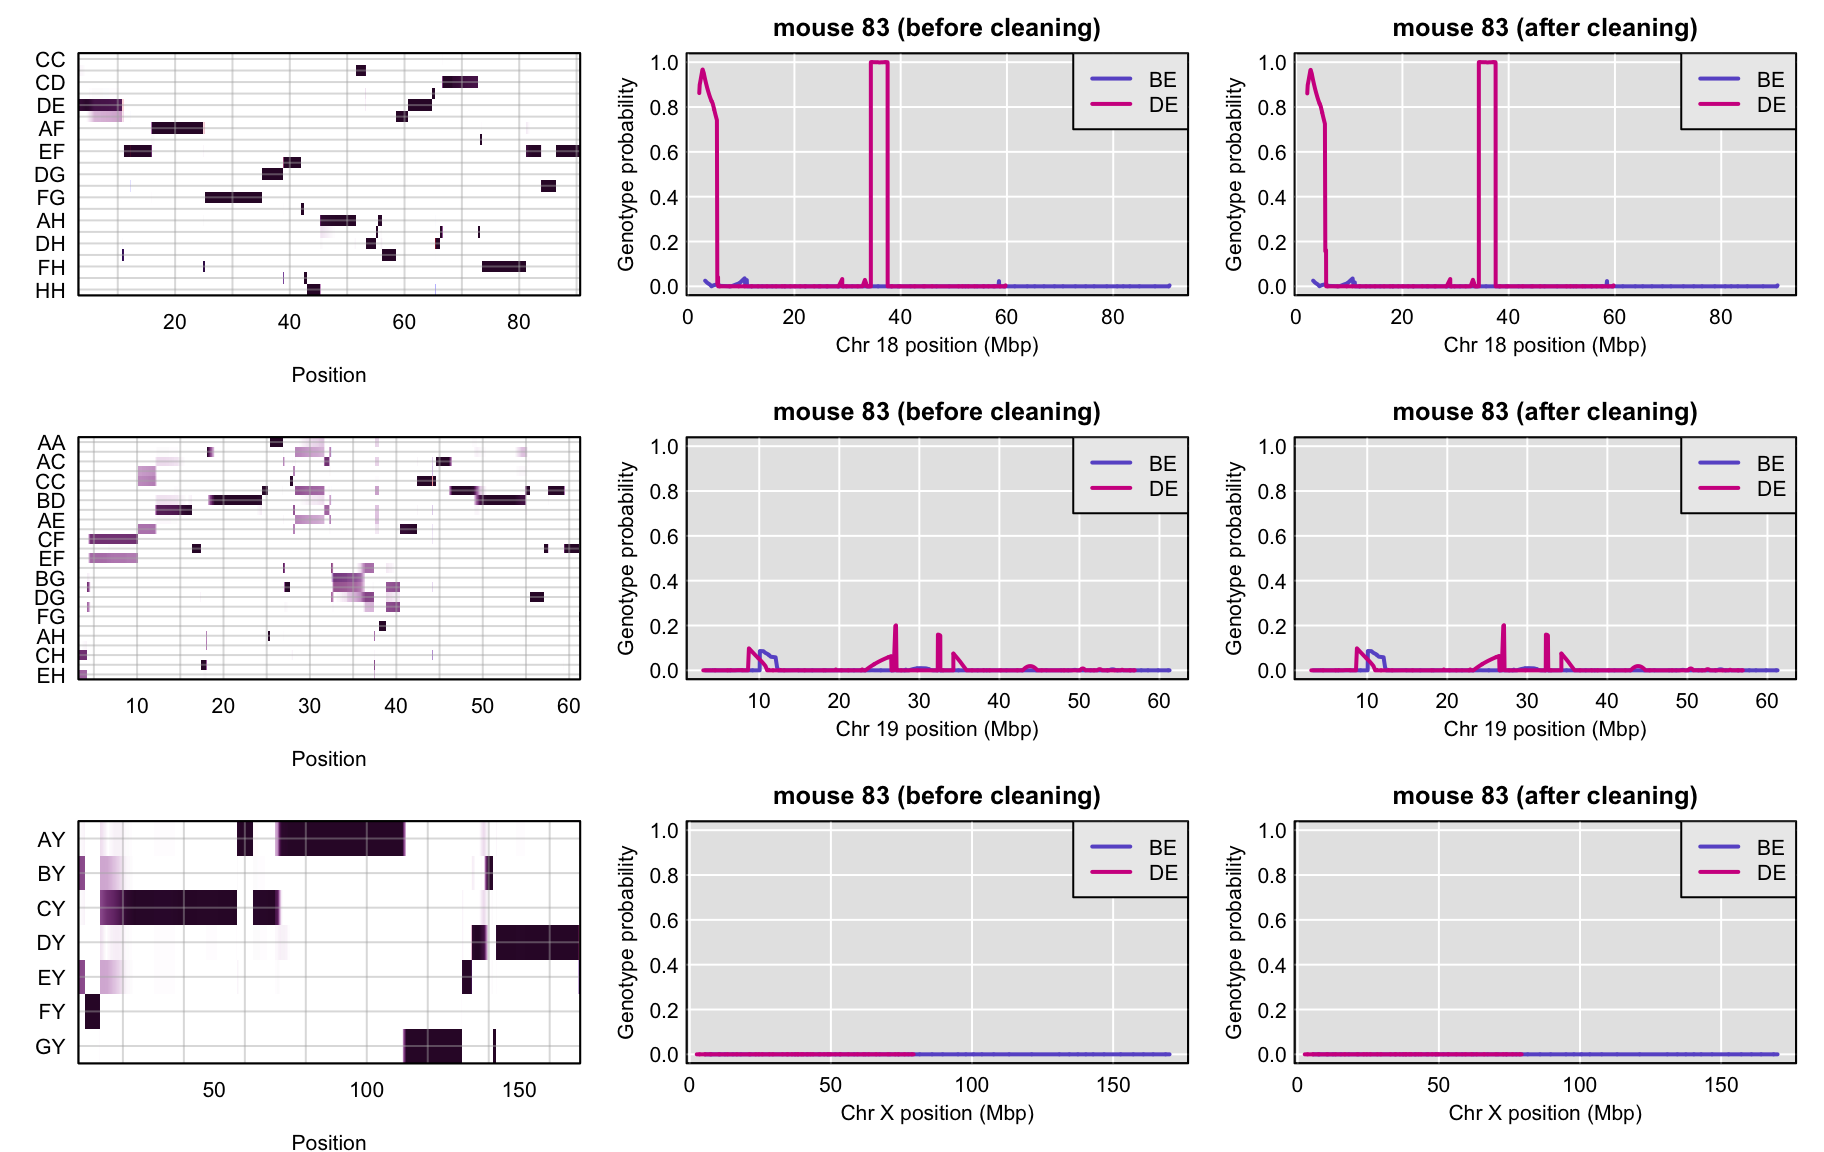 CC
CD
DE
AF
EF
DG
FG
AH
DH
FH
HH
20 40 60 80
Position
mouse 83 (before cleaning)
Genotype probability
1.0
0.8
0.6
0.4
0.2
0.0
BE
DE
0 20 40 60 80
Chr 18 position (Mbp)
mouse 83 (after cleaning)
Genotype probability
1.0
0.8
0.6
0.4
0.2
0.0
BE
DE
0 20 40 60 80
Chr 18 position (Mbp)
AA
AC
CC
BD
AE
CF
EF
BG
DG
FG
AH
CH
EH
10 20 30 40 50 60
Position
mouse 83 (before cleaning)
Genotype probability
1.0
0.8
0.6
0.4
0.2
0.0
BE
DE
10 20 30 40 50 60
Chr 19 position (Mbp)
mouse 83 (after cleaning)
Genotype probability
1.0
0.8
0.6
0.4
0.2
0.0
BE
DE
10 20 30 40 50 60
Chr 19 position (Mbp)
AY
BY
CY
DY
EY
FY
GY
50 100 150
Position
mouse 83 (before cleaning)
Genotype probability
1.0
0.8
0.6
0.4
0.2
0.0
BE
DE
0 50 100 150
Chr X position (Mbp)
mouse 83 (after cleaning)
Genotype probability
1.0
0.8
0.6
0.4
0.2
0.0
BE
DE
0 50 100 150
Chr X position (Mbp)